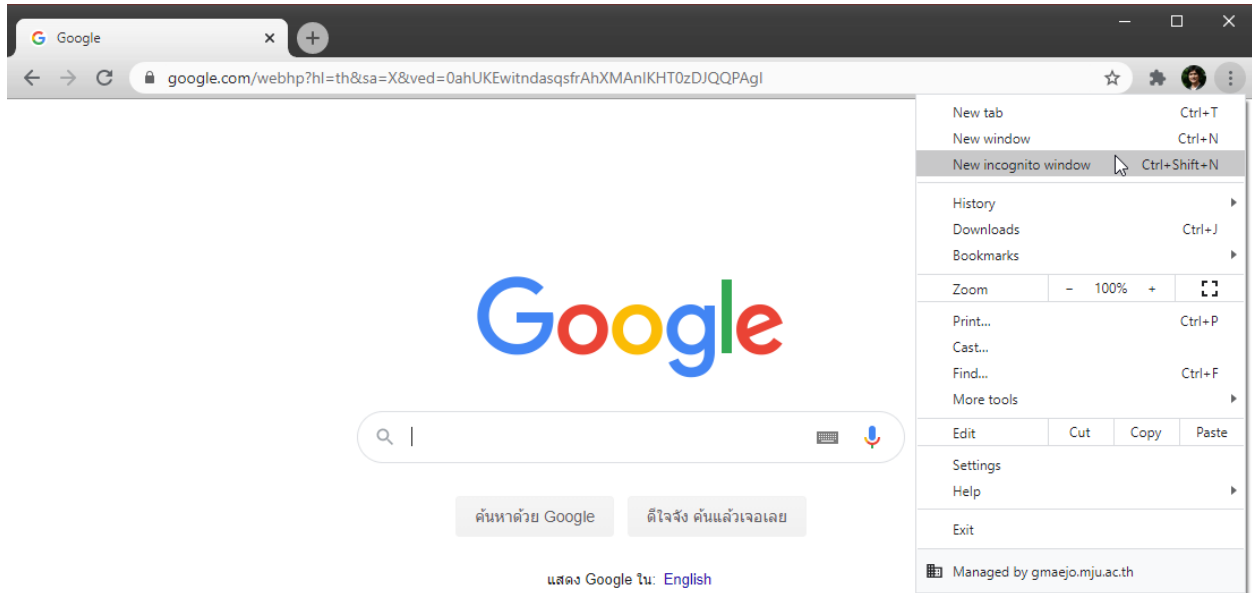 Google
google.com/webhp?hl=th&sa=X&ved=0ahUKEwitndasqsfrAhXMAnIKHT0zDJQQPAgI
New tab Ctrl+T
New window Ctrl+N
New incognito window Ctrl+Shift+N
History
Downloads Ctrl+J
Bookmarks
Zoom - 100% +
Print... Ctrl+P
Cast...
Find... Ctrl+F
More tools
Edit Cut Copy Paste
Settings
Help
Exit
Managed by gmaejo.mju.ac.th
Google
ค้นหาด้วย Google ดีใจจัง ค้นแล้วเจอเลย
แสดง Google ใน: English